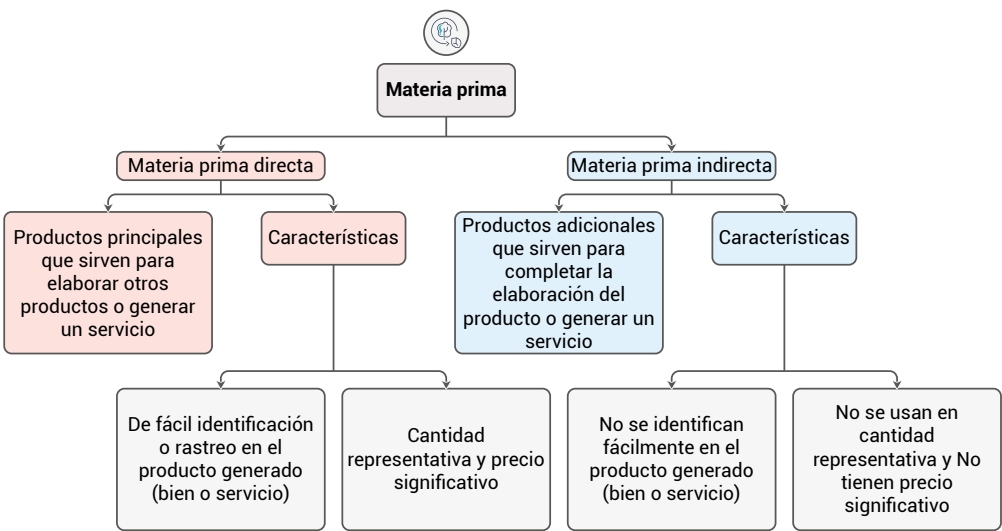 Materia prima
Materia prima directa
Materia prima indirecta
Productos principales
que sirven para
elaborar otros
productos o generar
un servicio
Características
Productos adicionales
que sirven para
completar la
elaboración del
producto o generar un
servicio
Características
De fácil identificación
o rastreo en el
producto generado
(bien o servicio)
Cantidad
representativa y precio
significativo
No se identifican
fácilmente en el
producto generado
(bien o servicio)
No se usan en
cantidad
representativa y No
tienen precio
significativo